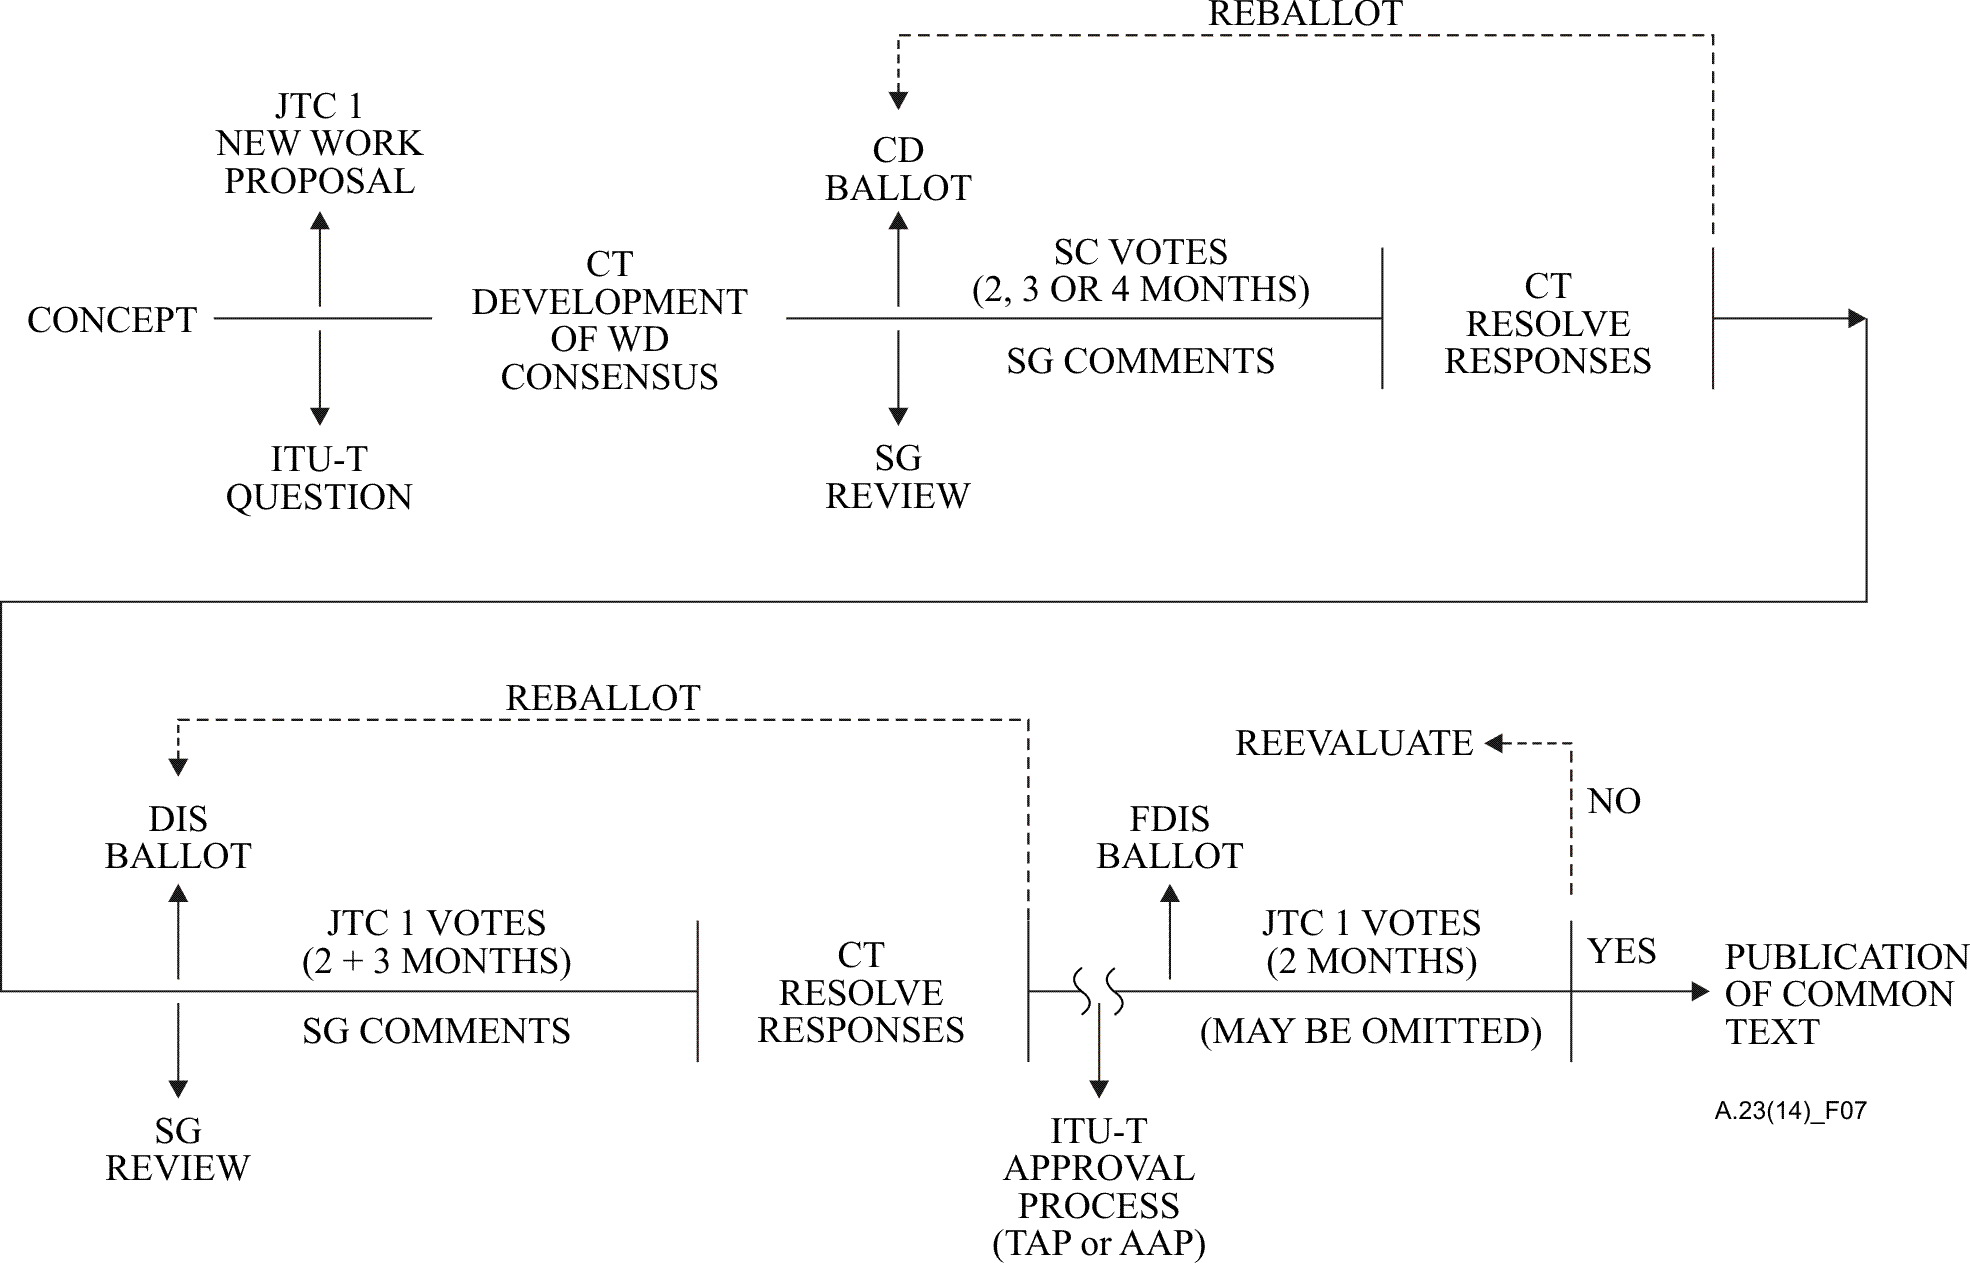 REBALLOT
JTC 1
NEW WORK
PROPOSAL
CD
BALLOT
CONCEPT
CT
DEVELOPMENT
OF WD
CONSENSUS
SC VOTES
(2, 3 OR 4 MONTHS)
SG COMMENTS
CT
RESOLVE
RESPONSES
ITU-T
QUESTION
SG
REVIEW
REBALLOT
REEVALUATE
NO
DIS
BALLOT
FDIS
BALLOT
JTC 1 VOTES
(2 + 3 MONTHS)
SG COMMENTS
CT
RESOLVE
RESPONSES
JTC 1 VOTES
(2 MONTHS)
(MAY BE OMITTED)
YES
PUBLICATION
OF COMMON
TEXT
SG
REVIEW
ITU-T
APPROVAL
PROCESS
(TAP or AAP)
A.23(14)_F07